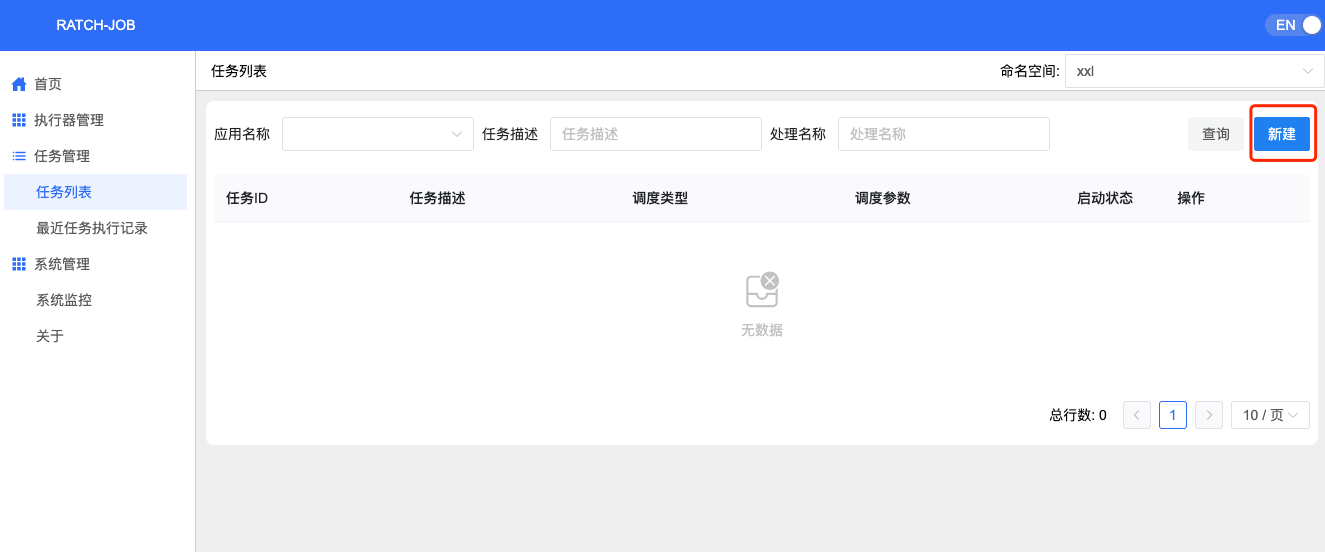 RATCH-JOB
EN
首页
执行器管理
任务管理
任务列表
最近任务执行记录
系统管理
系统监控
关于
任务列表
命名空间: xxl
应用名称 任务描述 任务描述 处理名称 处理名称 查询 新建
任务ID 任务描述 调度类型 调度参数 启动状态 操作
无数据
总行数: 0 1 10 / 页